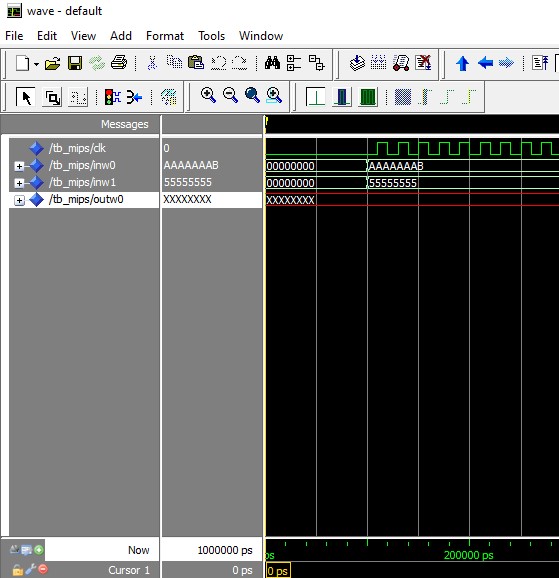 wave - default
File Edit View Add Format Tools Window
Messages
/tb_mips/clk 0
/tb_mips/inw0 AAAAAAAB 00000000 AAAAAAAB
/tb_mips/inw1 55555555 00000000 55555555
/tb_mips/outw0 XXXXXXXX XXXXXXXX
Now 1000000 ps ps 200000 ps
Cursor 1 0 ps 0 ps